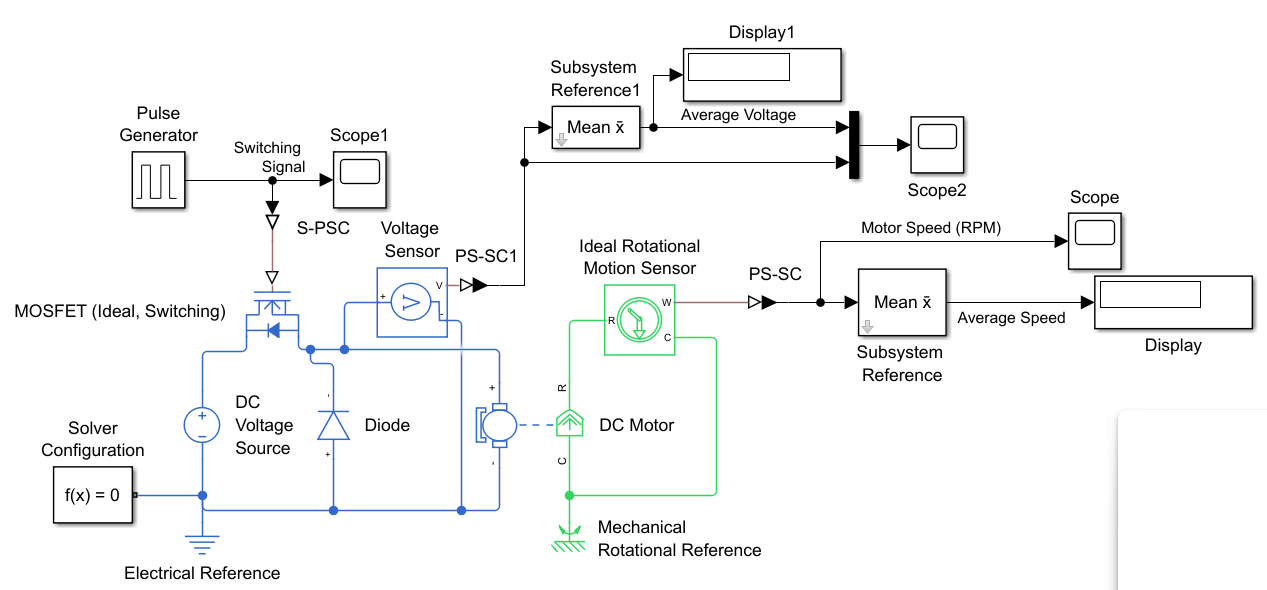 Display1
Subsystem
Reference1
Mean x̄
Average Voltage
Pulse
Generator
Switching
Signal
Scope1
Scope2
S-PSC
Voltage
Sensor
PS-SC1
V
+
-
V
Ideal Rotational
Motion Sensor
R
W
C
PS-SC
Motor Speed (RPM)
Scope
Mean x̄
Average Speed
Subsystem
Reference
Display
MOSFET (Ideal, Switching)
DC
Voltage
Source
+
−
Diode
-
+
+
-
R
C
DC Motor
Solver
Configuration
f(x) = 0
Electrical Reference
Mechanical
Rotational Reference